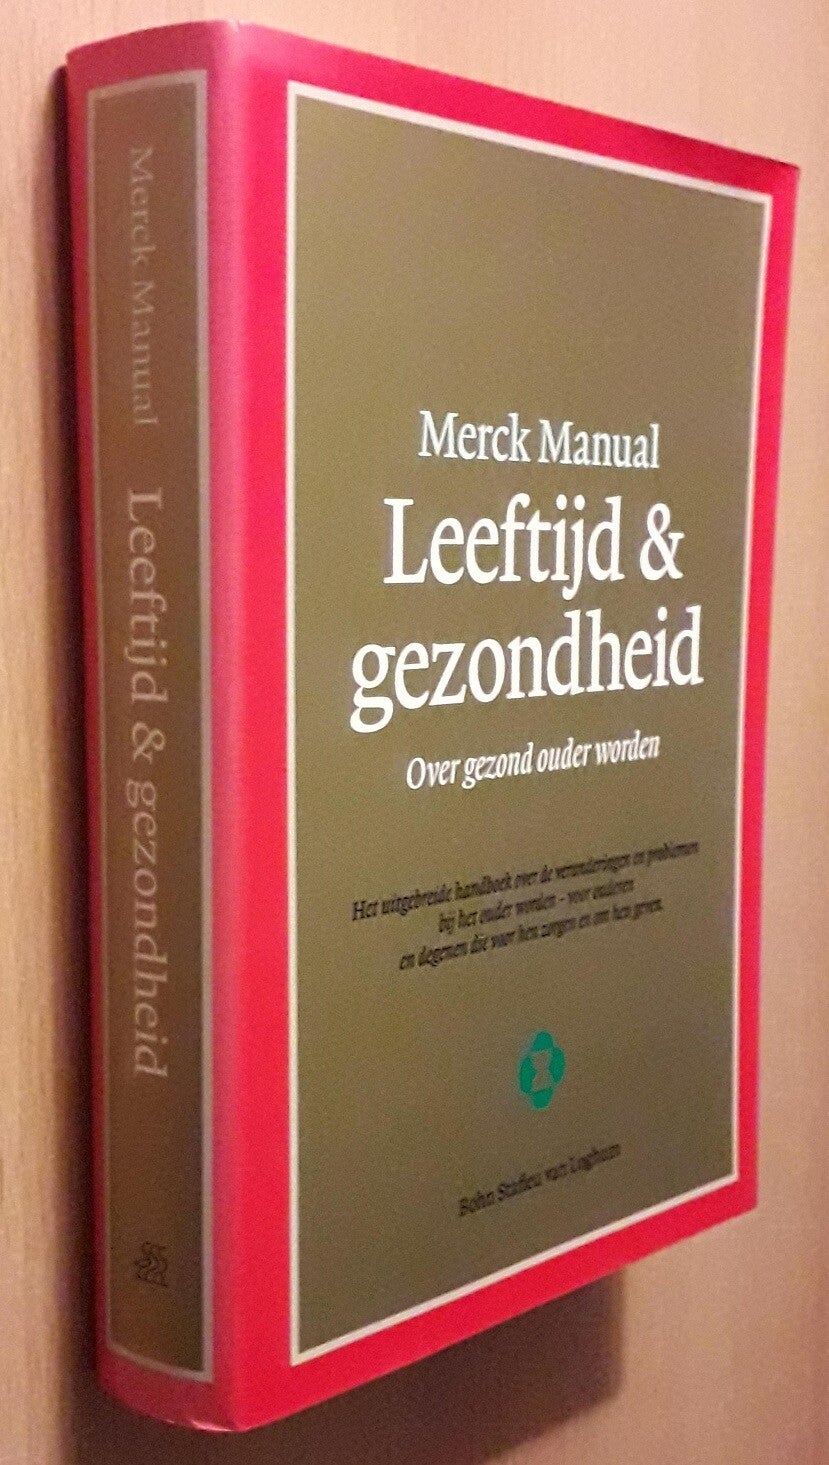 Merck Manual Leeftijd & gezondheid
Merck Manual
Leeftijd &
gezondheid
Over gezond ouder worden
Het uitgebreide handboek over de veranderingen en problemen
bij het ouder worden - voor ouderen
en degenen die voor hen zorgen en om hen geven.
Bohn Stafleu van Loghum